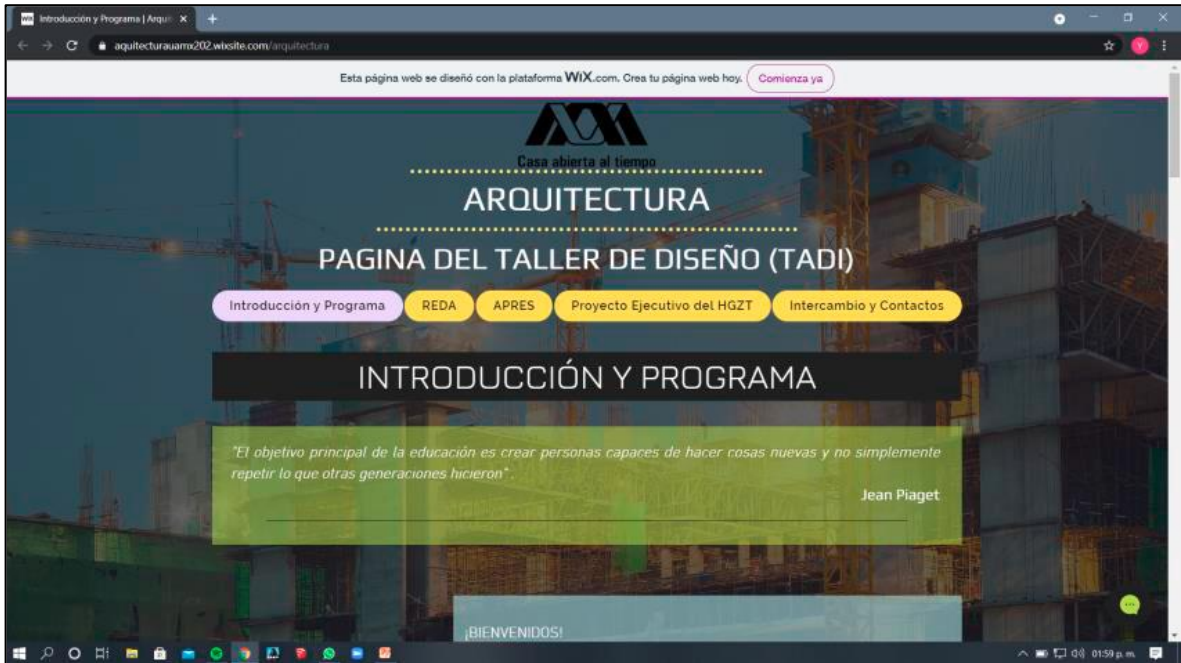 WiX Introducción y Programa | Arqui
aquitecturauamx202.wixsite.com/arquitectura
Y
Esta página web se diseñó con la plataforma WiX.com. Crea tu página web hoy. Comienza ya
Casa abierta al tiempo
ARQUITECTURA
PAGINA DEL TALLER DE DISEÑO (TADI)
Introducción y Programa REDA APRES Proyecto Ejecutivo del HGZT Intercambio y Contactos
INTRODUCCIÓN Y PROGRAMA
"El objetivo principal de la educación es crear personas capaces de hacer cosas nuevas y no simplemente
repetir lo que otras generaciones hicieron".
Jean Piaget
¡BIENVENIDOS!
01:59 p. m.